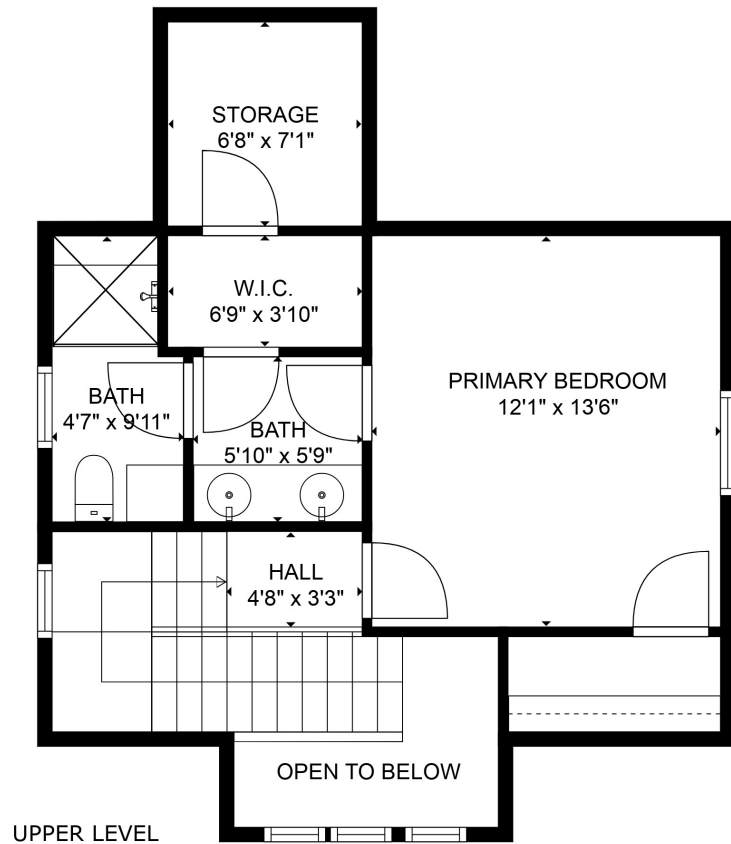 STORAGE
6'8" x 7'1"
W.I.C.
6'9" x 3'10"
PRIMARY BEDROOM
12'1" x 13'6"
BATH
4'7" x 9'11"
BATH
5'10" x 5'9"
HALL
4'8" x 3'3"
OPEN TO BELOW
UPPER LEVEL